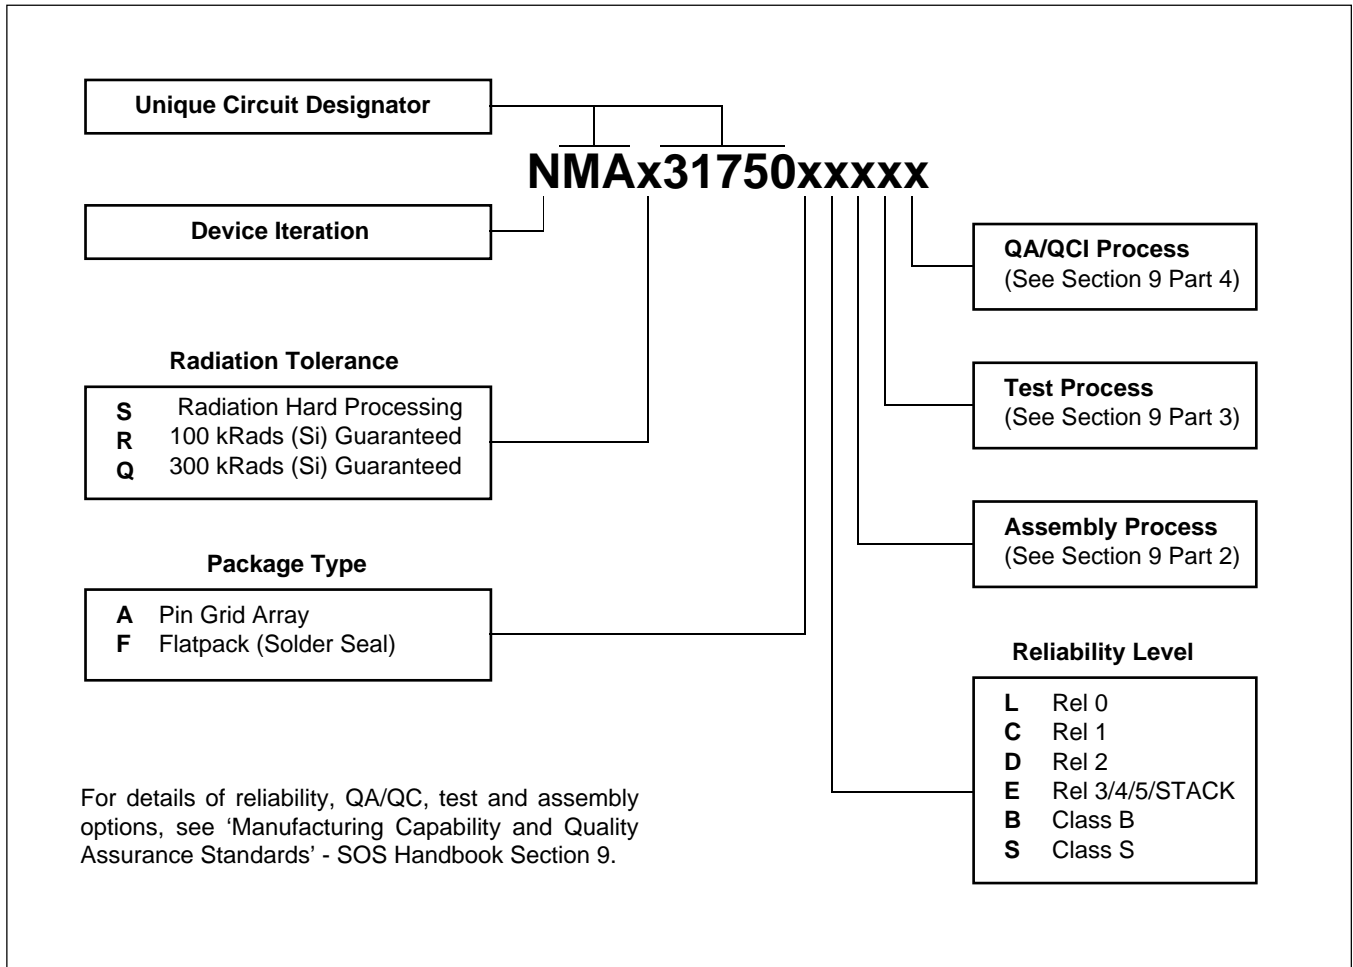 Unique Circuit Designator
NMAx31750xxxxx
Device Iteration
QA/QCI Process
(See Section 9 Part 4)
Radiation Tolerance
S Radiation Hard Processing
R 100 kRads (Si) Guaranteed
Q 300 kRads (Si) Guaranteed
Test Process
(See Section 9 Part 3)
Package Type
A Pin Grid Array
F Flatpack (Solder Seal)
Assembly Process
(See Section 9 Part 2)
Reliability Level
L Rel 0
C Rel 1
D Rel 2
E Rel 3/4/5/STACK
B Class B
S Class S
For details of reliability, QA/QC, test and assembly
options, see ‘Manufacturing Capability and Quality
Assurance Standards’ - SOS Handbook Section 9.